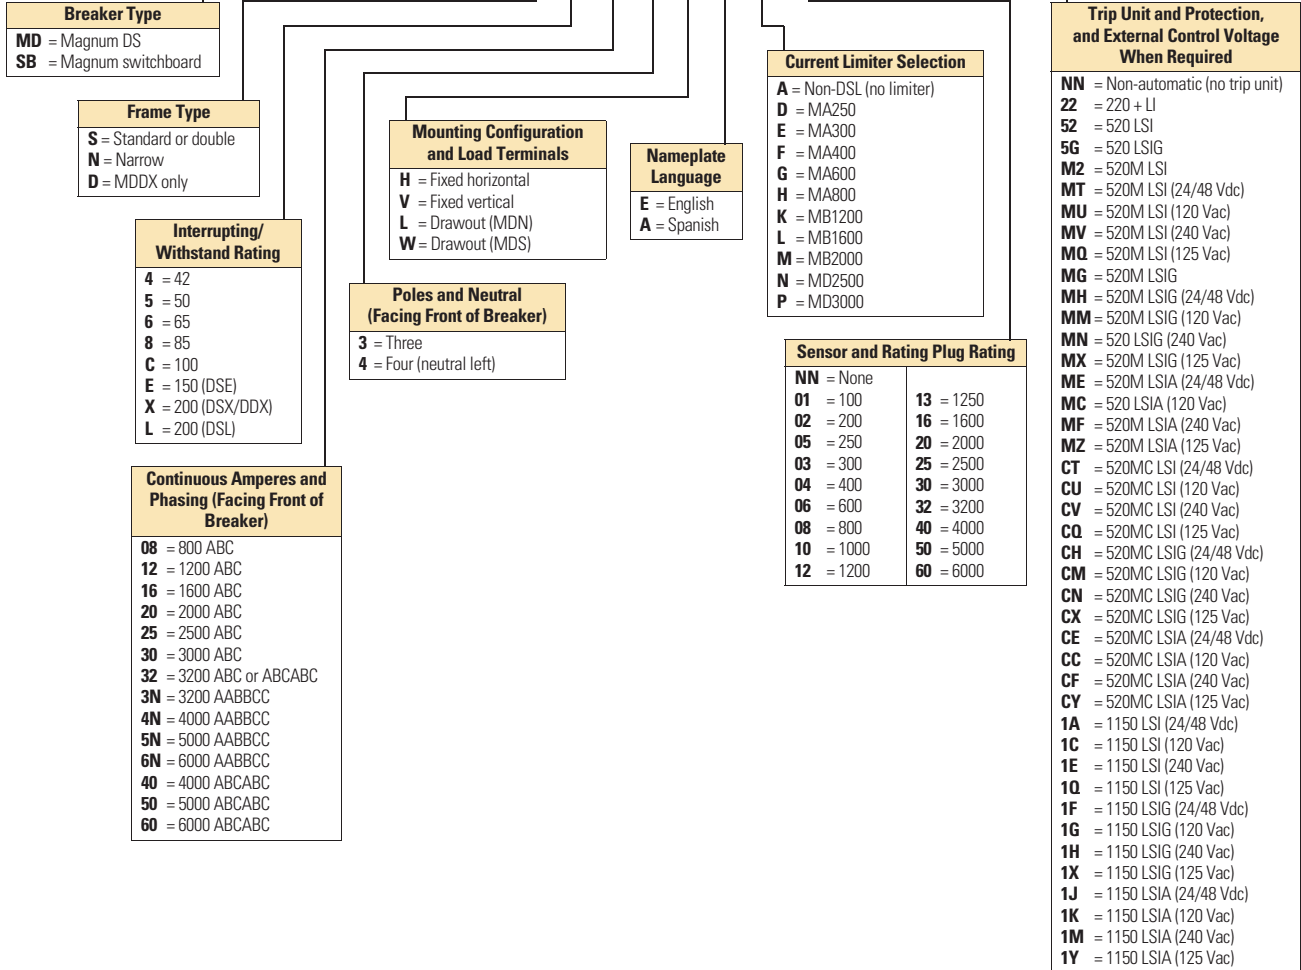 Breaker Type
MD = Magnum DS
SB = Magnum switchboard
Frame Type
S = Standard or double
N = Narrow
D = MDDX only
Interrupting/
Withstand Rating
4 = 42
5 = 50
6 = 65
8 = 85
C = 100
E = 150 (DSE)
X = 200 (DSX/DDX)
L = 200 (DSL)
Continuous Amperes and
Phasing (Facing Front of
Breaker)
08 = 800 ABC
12 = 1200 ABC
16 = 1600 ABC
20 = 2000 ABC
25 = 2500 ABC
30 = 3000 ABC
32 = 3200 ABC or ABCABC
3N = 3200 AABBCC
4N = 4000 AABBCC
5N = 5000 AABBCC
6N = 6000 AABBCC
40 = 4000 ABCABC
50 = 5000 ABCABC
60 = 6000 ABCABC
Mounting Configuration
and Load Terminals
H = Fixed horizontal
V = Fixed vertical
L = Drawout (MDN)
W = Drawout (MDS)
Poles and Neutral
(Facing Front of Breaker)
3 = Three
4 = Four (neutral left)
Nameplate
Language
E = English
A = Spanish
Current Limiter Selection
A = Non-DSL (no limiter)
D = MA250
E = MA300
F = MA400
G = MA600
H = MA800
K = MB1200
L = MB1600
M = MB2000
N = MD2500
P = MD3000
Sensor and Rating Plug Rating
NN = None
01 = 100
02 = 200
05 = 250
03 = 300
04 = 400
06 = 600
08 = 800
10 = 1000
12 = 1200
13 = 1250
16 = 1600
20 = 2000
25 = 2500
30 = 3000
32 = 3200
40 = 4000
50 = 5000
60 = 6000
Trip Unit and Protection,
and External Control Voltage
When Required
NN = Non-automatic (no trip unit)
22 = 220 + LI
52 = 520 LSI
5G = 520 LSIG
M2 = 520M LSI
MT = 520M LSI (24/48 Vdc)
MU = 520M LSI (120 Vac)
MV = 520M LSI (240 Vac)
MQ = 520M LSI (125 Vac)
MG = 520M LSIG
MH = 520M LSIG (24/48 Vdc)
MM = 520M LSIG (120 Vac)
MN = 520 LSIG (240 Vac)
MX = 520M LSIG (125 Vac)
ME = 520M LSIA (24/48 Vdc)
MC = 520 LSIA (120 Vac)
MF = 520M LSIA (240 Vac)
MZ = 520M LSIA (125 Vac)
CT = 520MC LSI (24/48 Vdc)
CU = 520MC LSI (120 Vac)
CV = 520MC LSI (240 Vac)
CQ = 520MC LSI (125 Vac)
CH = 520MC LSIG (24/48 Vdc)
CM = 520MC LSIG (120 Vac)
CN = 520MC LSIG (240 Vac)
CX = 520MC LSIG (125 Vac)
CE = 520MC LSIA (24/48 Vdc)
CC = 520MC LSIA (120 Vac)
CF = 520MC LSIA (240 Vac)
CY = 520MC LSIA (125 Vac)
1A = 1150 LSI (24/48 Vdc)
1C = 1150 LSI (120 Vac)
1E = 1150 LSI (240 Vac)
1Q = 1150 LSI (125 Vac)
1F = 1150 LSIG (24/48 Vdc)
1G = 1150 LSIG (120 Vac)
1H = 1150 LSIG (240 Vac)
1X = 1150 LSIG (125 Vac)
1J = 1150 LSIA (24/48 Vdc)
1K = 1150 LSIA (120 Vac)
1M = 1150 LSIA (240 Vac)
1Y = 1150 LSIA (125 Vac)